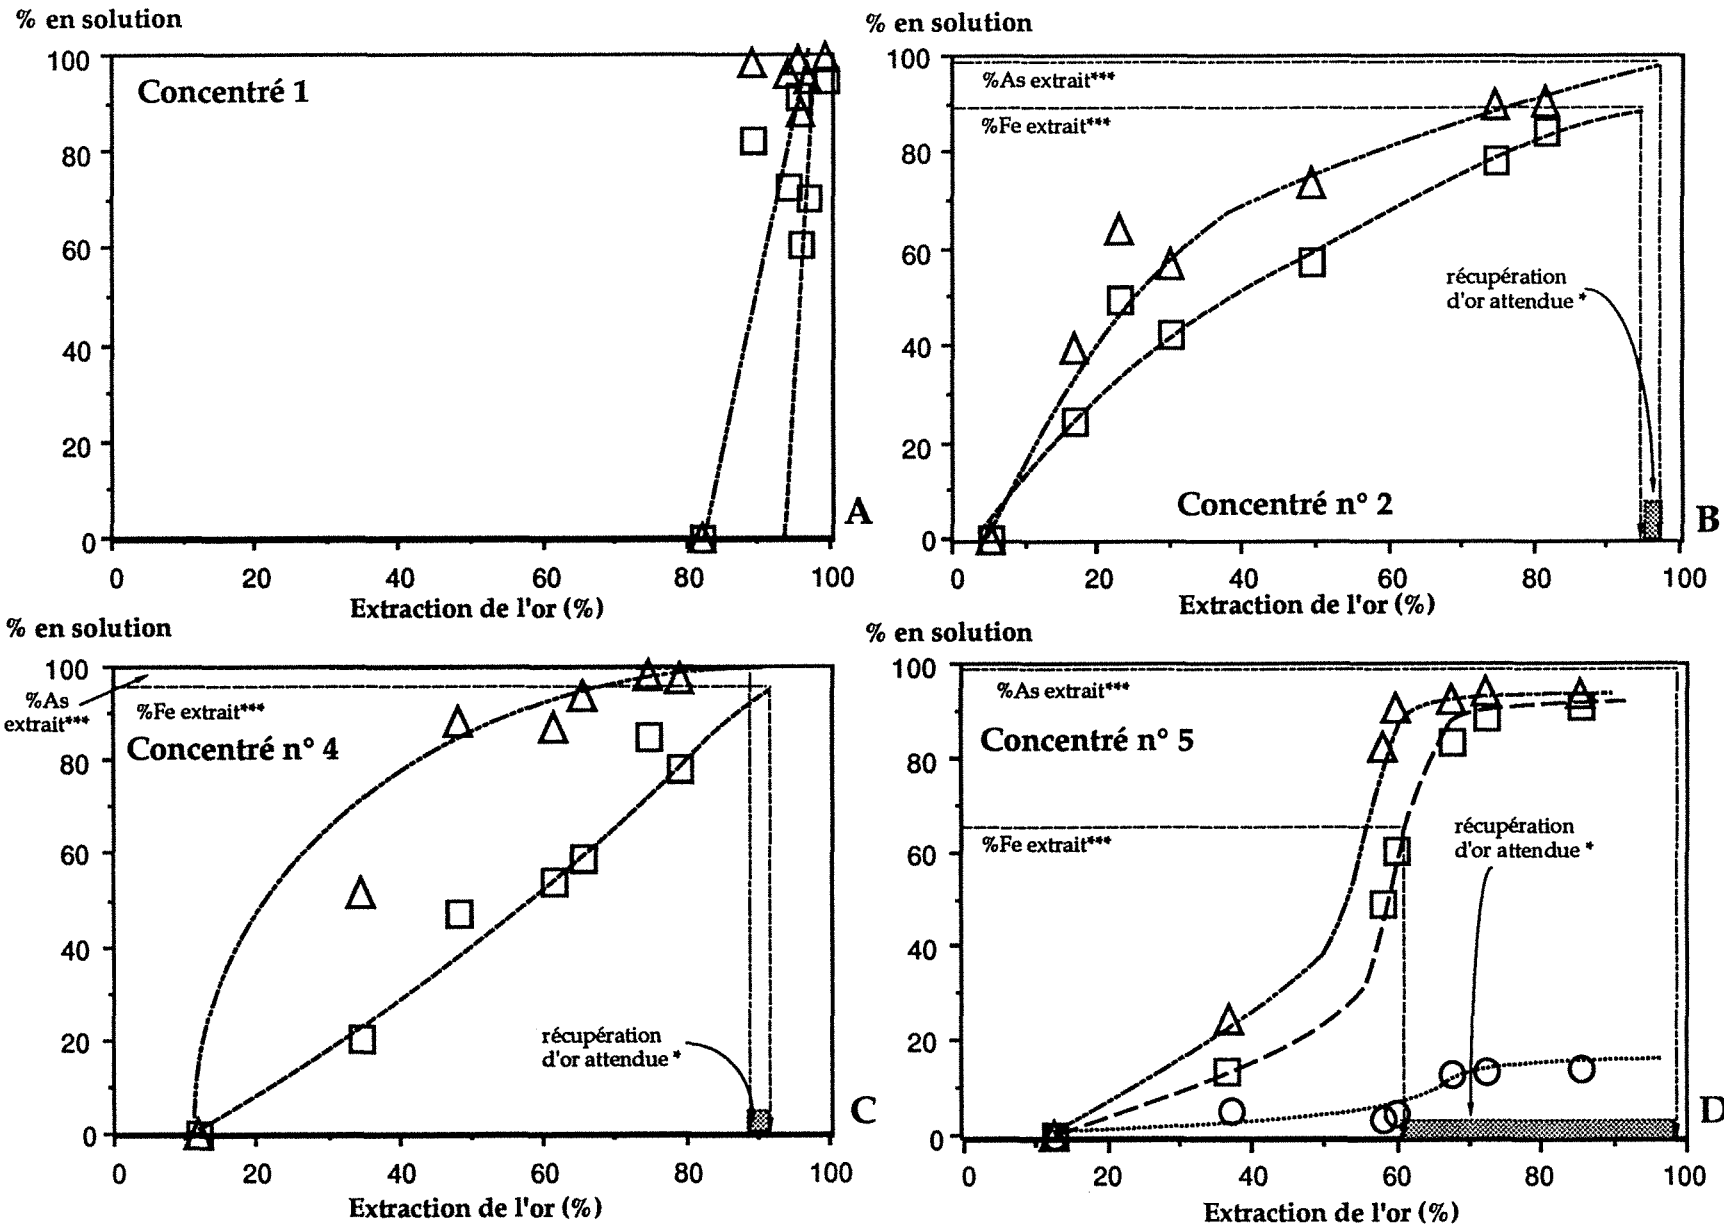 % en solution
100
80
60
40
20
0
Concentré 1
A
0 20 40 60 80 100
Extraction de l'or (%)
% en solution
100
80
60
40
20
0
%As extrait***
%Fe extrait***
récupération
d'or attendue *
Concentré n° 2
B
0 20 40 60 80 100
Extraction de l'or (%)
% en solution
100
80
60
40
20
0
%As
extrait***
%Fe extrait***
Concentré n° 4
récupération
d'or attendue *
C
0 20 40 60 80 100
Extraction de l'or (%)
% en solution
100
80
60
40
20
0
%As extrait***
Concentré n° 5
%Fe extrait***
récupération
d'or attendue *
D
0 20 40 60 80 100
Extraction de l'or (%)